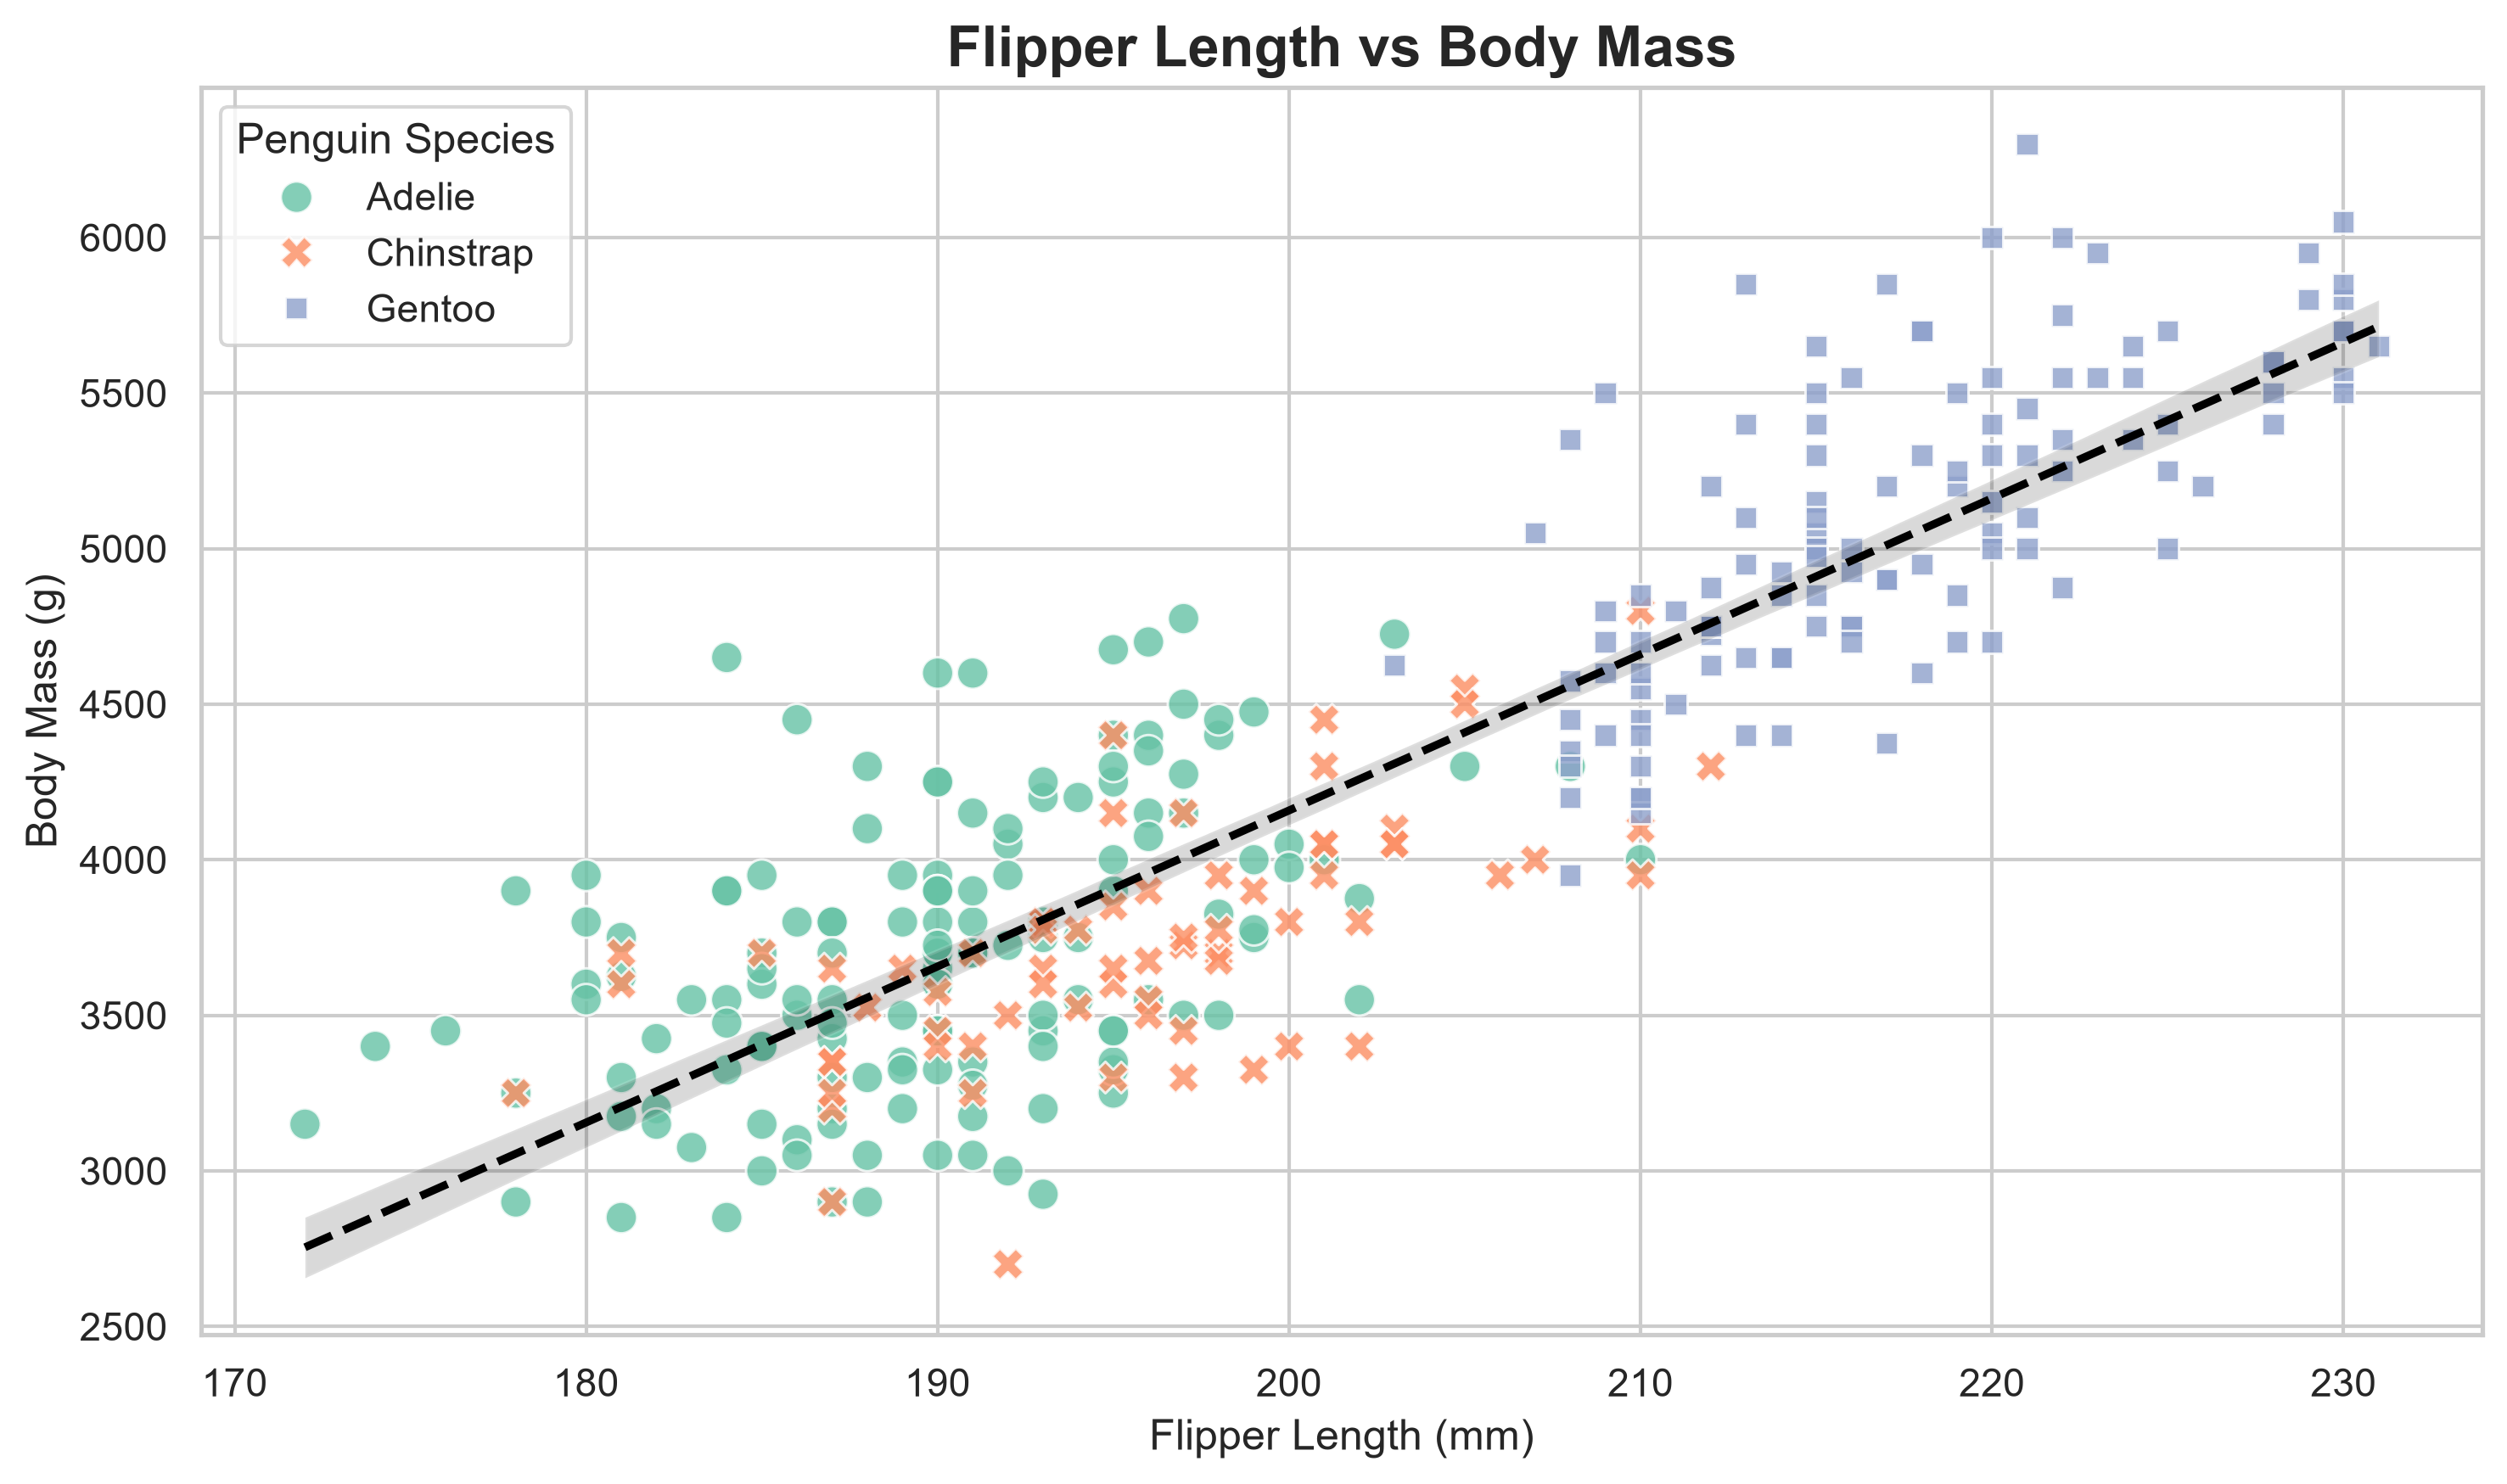 Flipper Length vs Body Mass
Penguin Species
Adelie
Chinstrap
Gentoo
Body Mass (g)
6000
5500
5000
4500
4000
3500
3000
2500
170 180 190 200 210 220 230
Flipper Length (mm)